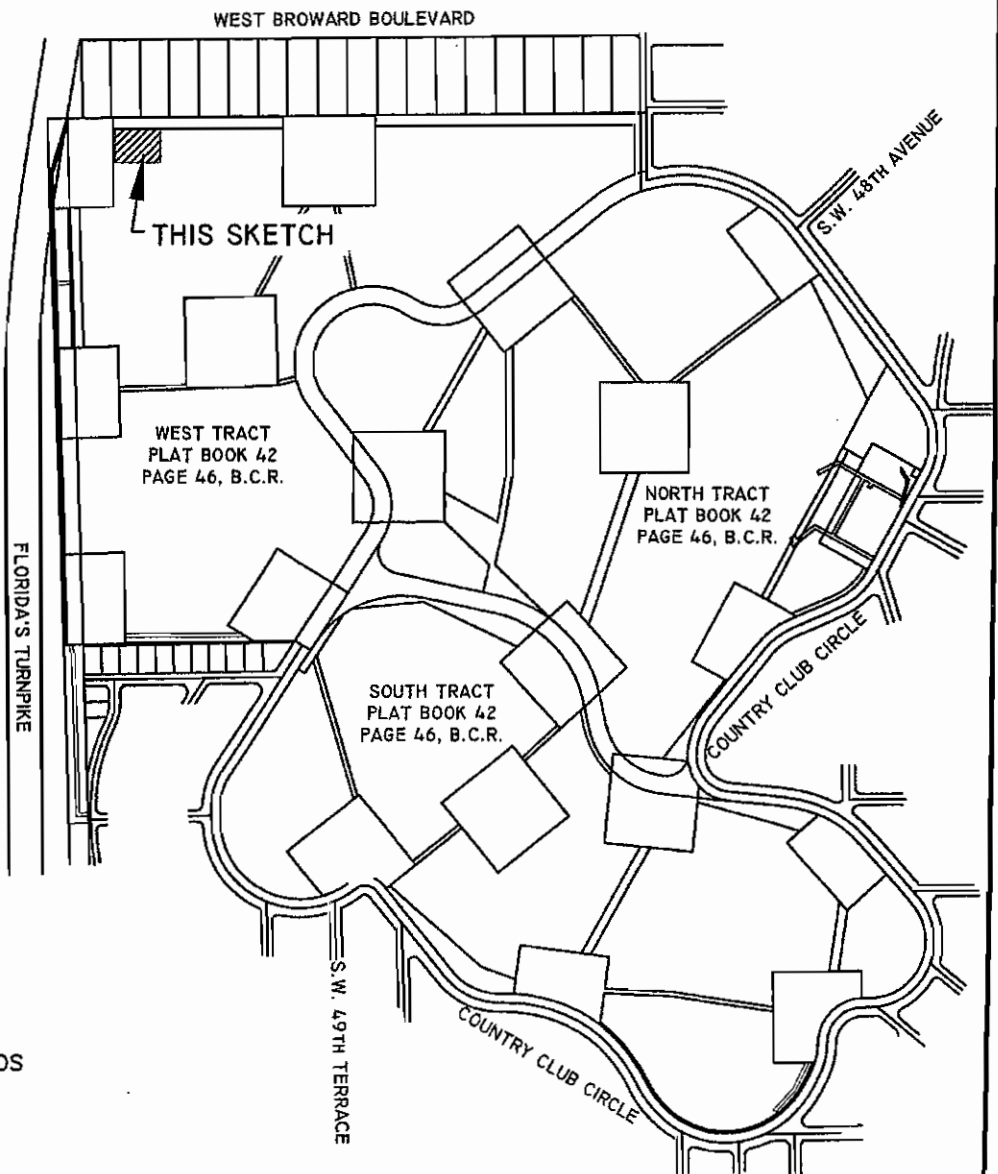 WEST BROWARD BOULEVARD
S.W. 48TH AVENUE
THIS SKETCH
WEST TRACT
PLAT BOOK 42
PAGE 46, B.C.R.
NORTH TRACT
PLAT BOOK 42
PAGE 46, B.C.R.
FLORIDA'S TURNPIKE
COUNTRY CLUB CIRCLE
SOUTH TRACT
PLAT BOOK 42
PAGE 46, B.C.R.
S.W. 49TH TERRACE
COUNTRY CLUB CIRCLE